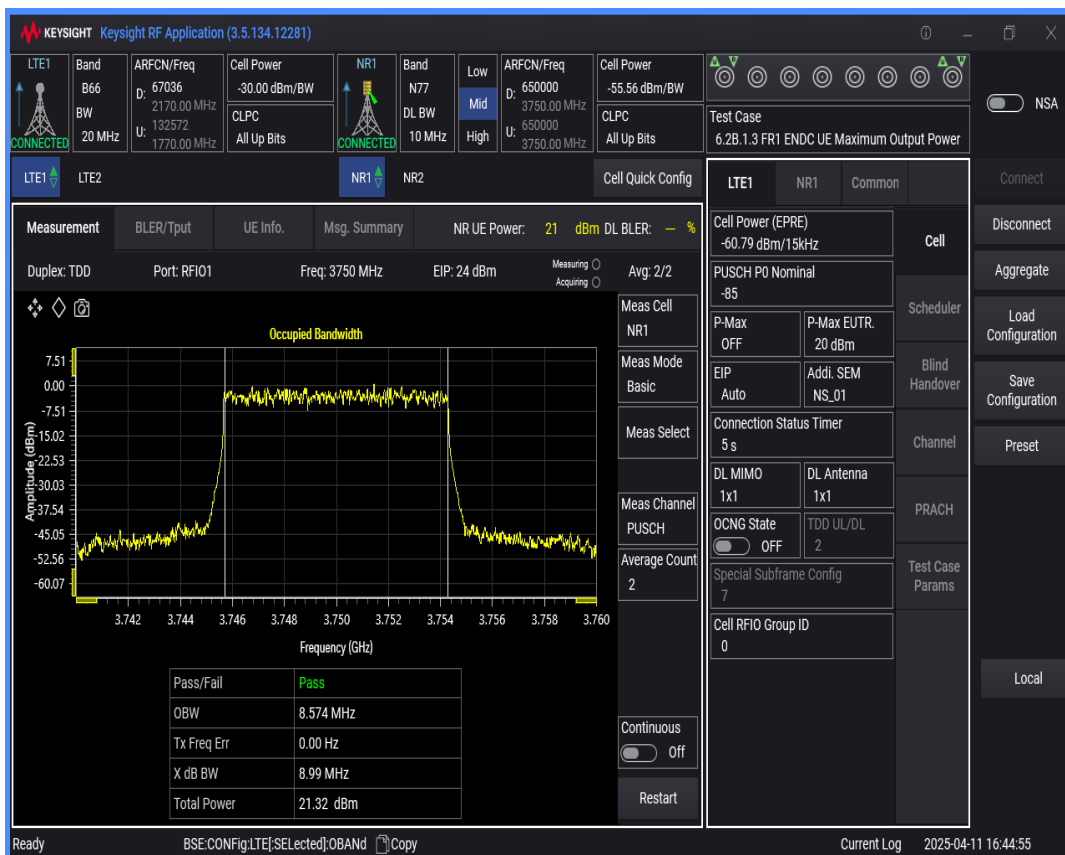 KEYSIGHT Keysight RF Application (3.5.134.12281)
LTE1
CONNECTED
Band
B66
BW
20 MHz
ARFCN/Freq
D: 67036
2170.00 MHz
U: 132572
1770.00 MHz
Cell Power
-30.00 dBm/BW
CLPC
All Up Bits
NR1
CONNECTED
Band
N77
DL BW
10 MHz
Low
Mid
High
ARFCN/Freq
D: 650000
3750.00 MHz
U: 650000
3750.00 MHz
Cell Power
-55.56 dBm/BW
CLPC
All Up Bits
Test Case
6.2B.1.3 FR1 ENDC UE Maximum Output Power
NSA
LTE1 LTE2 NR1 NR2 Cell Quick Config
Measurement BLER/Tput UE Info. Msg. Summary NR UE Power: 21 dBm DL BLER: — %
Duplex: TDD Port: RFIO1 Freq: 3750 MHz EIP: 24 dBm Measuring Acquiring Avg: 2/2
Occupied Bandwidth
Amplitude (dBm)
7.51
0.00
-7.51
-15.02
-22.53
-30.03
-37.54
-45.05
-52.56
-60.07
3.742 3.744 3.746 3.748 3.750 3.752 3.754 3.756 3.758 3.760
Frequency (GHz)
Pass/Fail Pass
OBW 8.574 MHz
Tx Freq Err 0.00 Hz
X dB BW 8.99 MHz
Total Power 21.32 dBm
Meas Cell
NR1
Meas Mode
Basic
Meas Select
Meas Channel
PUSCH
Average Count
2
Continuous
Off
Restart
LTE1 NR1 Common
Cell Power (EPRE)
-60.79 dBm/15kHz
PUSCH P0 Nominal
-85
P-Max
OFF
P-Max EUTR.
20 dBm
EIP
Auto
Addi. SEM
NS_01
Connection Status Timer
5 s
DL MIMO
1x1
DL Antenna
1x1
OCNG State
OFF
TDD UL/DL
2
Special Subframe Config
7
Cell RFIO Group ID
0
Cell
Scheduler
Blind
Handover
Channel
PRACH
Test Case
Params
Connect
Disconnect
Aggregate
Load
Configuration
Save
Configuration
Preset
Local
Ready BSE:CONFig:LTE[:SELected]:OBANd Copy Current Log 2025-04-11 16:44:55